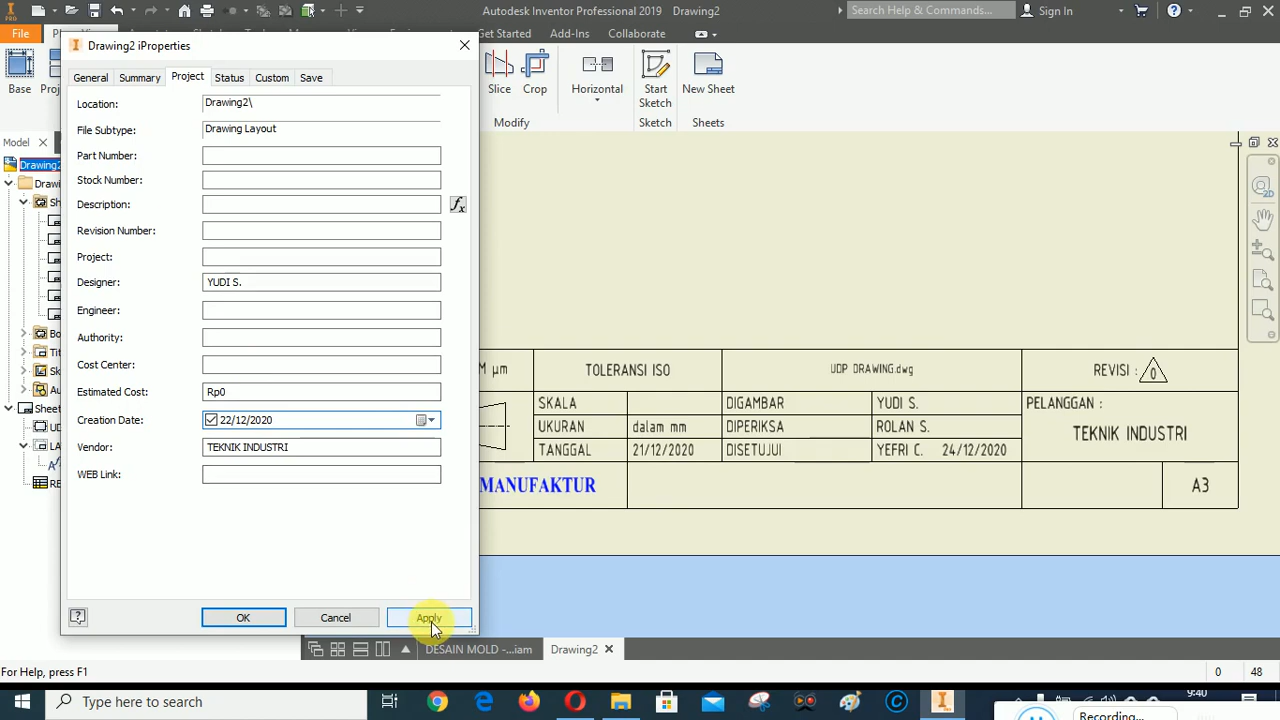 PRO
Autodesk Inventor Professional 2019 Drawing2
Search Help & Commands...
Sign In
File
Get Started
Add-Ins
Collaborate
Drawing2 iProperties
General Summary Project Status Custom Save
Location: Drawing2\
File Subtype: Drawing Layout
Part Number:
Stock Number:
Description:
Revision Number:
Project:
Designer: YUDI S.
Engineer:
Authority:
Cost Center:
Estimated Cost: Rp0
Creation Date: 22/12/2020
Vendor: TEKNIK INDUSTRI
WEB Link:
OK Cancel Apply
Base
Slice
Crop
Horizontal
Start
Sketch
New Sheet
Modify
Sketch
Sheets
Model
Drawing2
M µm
TOLERANSI ISO
UDP DRAWING.dwg
REVISI : 0
SKALA
DIGAMBAR
YUDI S.
PELANGGAN :
UKURAN
dalam mm
DIPERIKSA
ROLAN S.
TEKNIK INDUSTRI
TANGGAL
21/12/2020
DISETUJUI
YEFRI C. 24/12/2020
MANUFAKTUR
A3
DESAIN MOLD -...iam
Drawing2
For Help, press F1
0 48
Type here to search
9:40
Recording...